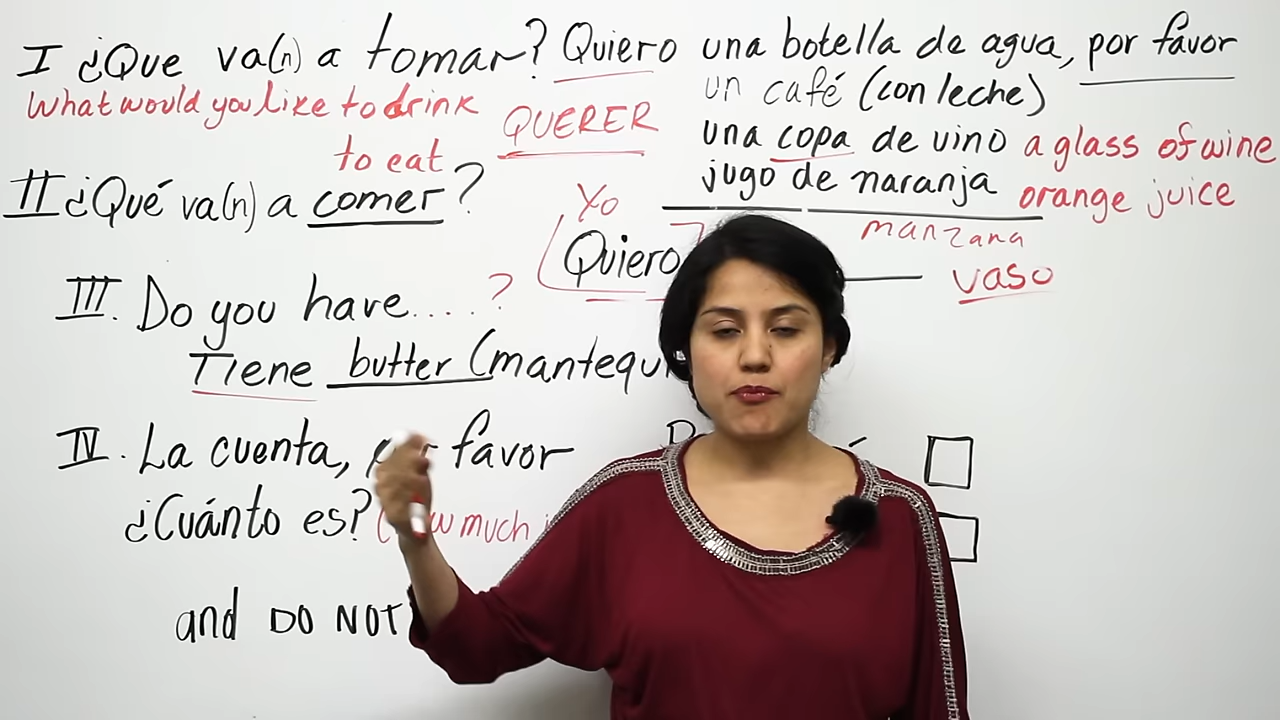 I ¿Que va(n) a tomar? Quiero una botella de agua, por favor
What would you like to drink
un café (con leche)
QUERER
una copa de vino a glass of wine
to eat
jugo de naranja orange juice
II ¿Qué va(n) a comer?
Yo
manzana
Quiero
vaso
III. Do you have.....?
Tiene butter
IV. La cuenta, favor
¿Cuánto es? much
and DO NOT